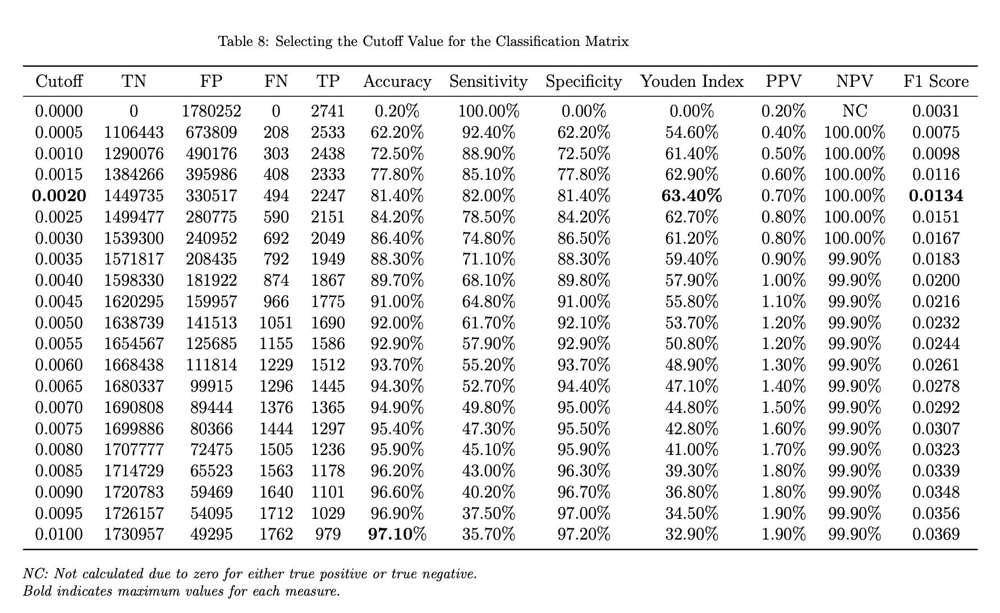 Table 8: Selecting the Cutoff Value for the Classification Matrix
Cutoff TN FP FN TP Accuracy Sensitivity Specificity Youden Index PPV NPV F1 Score
0.0000 0 1780252 0 2741 0.20% 100.00% 0.00% 0.00% 0.20% NC 0.0031
0.0005 1106443 673809 208 2533 62.20% 92.40% 62.20% 54.60% 0.40% 100.00% 0.0075
0.0010 1290076 490176 303 2438 72.50% 88.90% 72.50% 61.40% 0.50% 100.00% 0.0098
0.0015 1384266 395986 408 2333 77.80% 85.10% 77.80% 62.90% 0.60% 100.00% 0.0116
0.0020 1449735 330517 494 2247 81.40% 82.00% 81.40% 63.40% 0.70% 100.00% 0.0134
0.0025 1499477 280775 590 2151 84.20% 78.50% 84.20% 62.70% 0.80% 100.00% 0.0151
0.0030 1539300 240952 692 2049 86.40% 74.80% 86.50% 61.20% 0.80% 100.00% 0.0167
0.0035 1571817 208435 792 1949 88.30% 71.10% 88.30% 59.40% 0.90% 99.90% 0.0183
0.0040 1598330 181922 874 1867 89.70% 68.10% 89.80% 57.90% 1.00% 99.90% 0.0200
0.0045 1620295 159957 966 1775 91.00% 64.80% 91.00% 55.80% 1.10% 99.90% 0.0216
0.0050 1638739 141513 1051 1690 92.00% 61.70% 92.10% 53.70% 1.20% 99.90% 0.0232
0.0055 1654567 125685 1155 1586 92.90% 57.90% 92.90% 50.80% 1.20% 99.90% 0.0244
0.0060 1668438 111814 1229 1512 93.70% 55.20% 93.70% 48.90% 1.30% 99.90% 0.0261
0.0065 1680337 99915 1296 1445 94.30% 52.70% 94.40% 47.10% 1.40% 99.90% 0.0278
0.0070 1690808 89444 1376 1365 94.90% 49.80% 95.00% 44.80% 1.50% 99.90% 0.0292
0.0075 1699886 80366 1444 1297 95.40% 47.30% 95.50% 42.80% 1.60% 99.90% 0.0307
0.0080 1707777 72475 1505 1236 95.90% 45.10% 95.90% 41.00% 1.70% 99.90% 0.0323
0.0085 1714729 65523 1563 1178 96.20% 43.00% 96.30% 39.30% 1.80% 99.90% 0.0339
0.0090 1720783 59469 1640 1101 96.60% 40.20% 96.70% 36.80% 1.80% 99.90% 0.0348
0.0095 1726157 54095 1712 1029 96.90% 37.50% 97.00% 34.50% 1.90% 99.90% 0.0356
0.0100 1730957 49295 1762 979 97.10% 35.70% 97.20% 32.90% 1.90% 99.90% 0.0369
NC: Not calculated due to zero for either true positive or true negative.
Bold indicates maximum values for each measure.